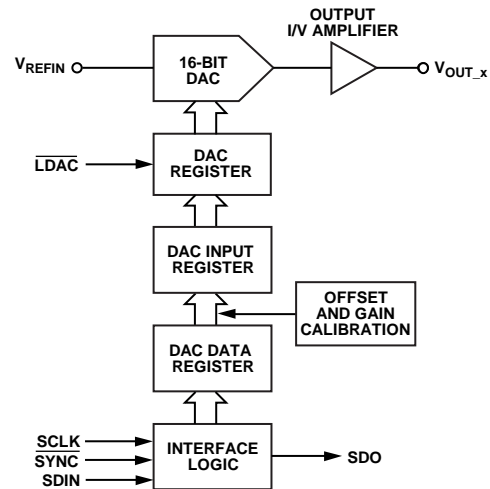 OUTPUT
I/V AMPLIFIER
VREFIN
16-BIT
DAC
VOUT_x
LDAC
DAC
REGISTER
DAC INPUT
REGISTER
OFFSET
AND GAIN
CALIBRATION
DAC DATA
REGISTER
SCLK
SYNC
SDIN
INTERFACE
LOGIC
SDO